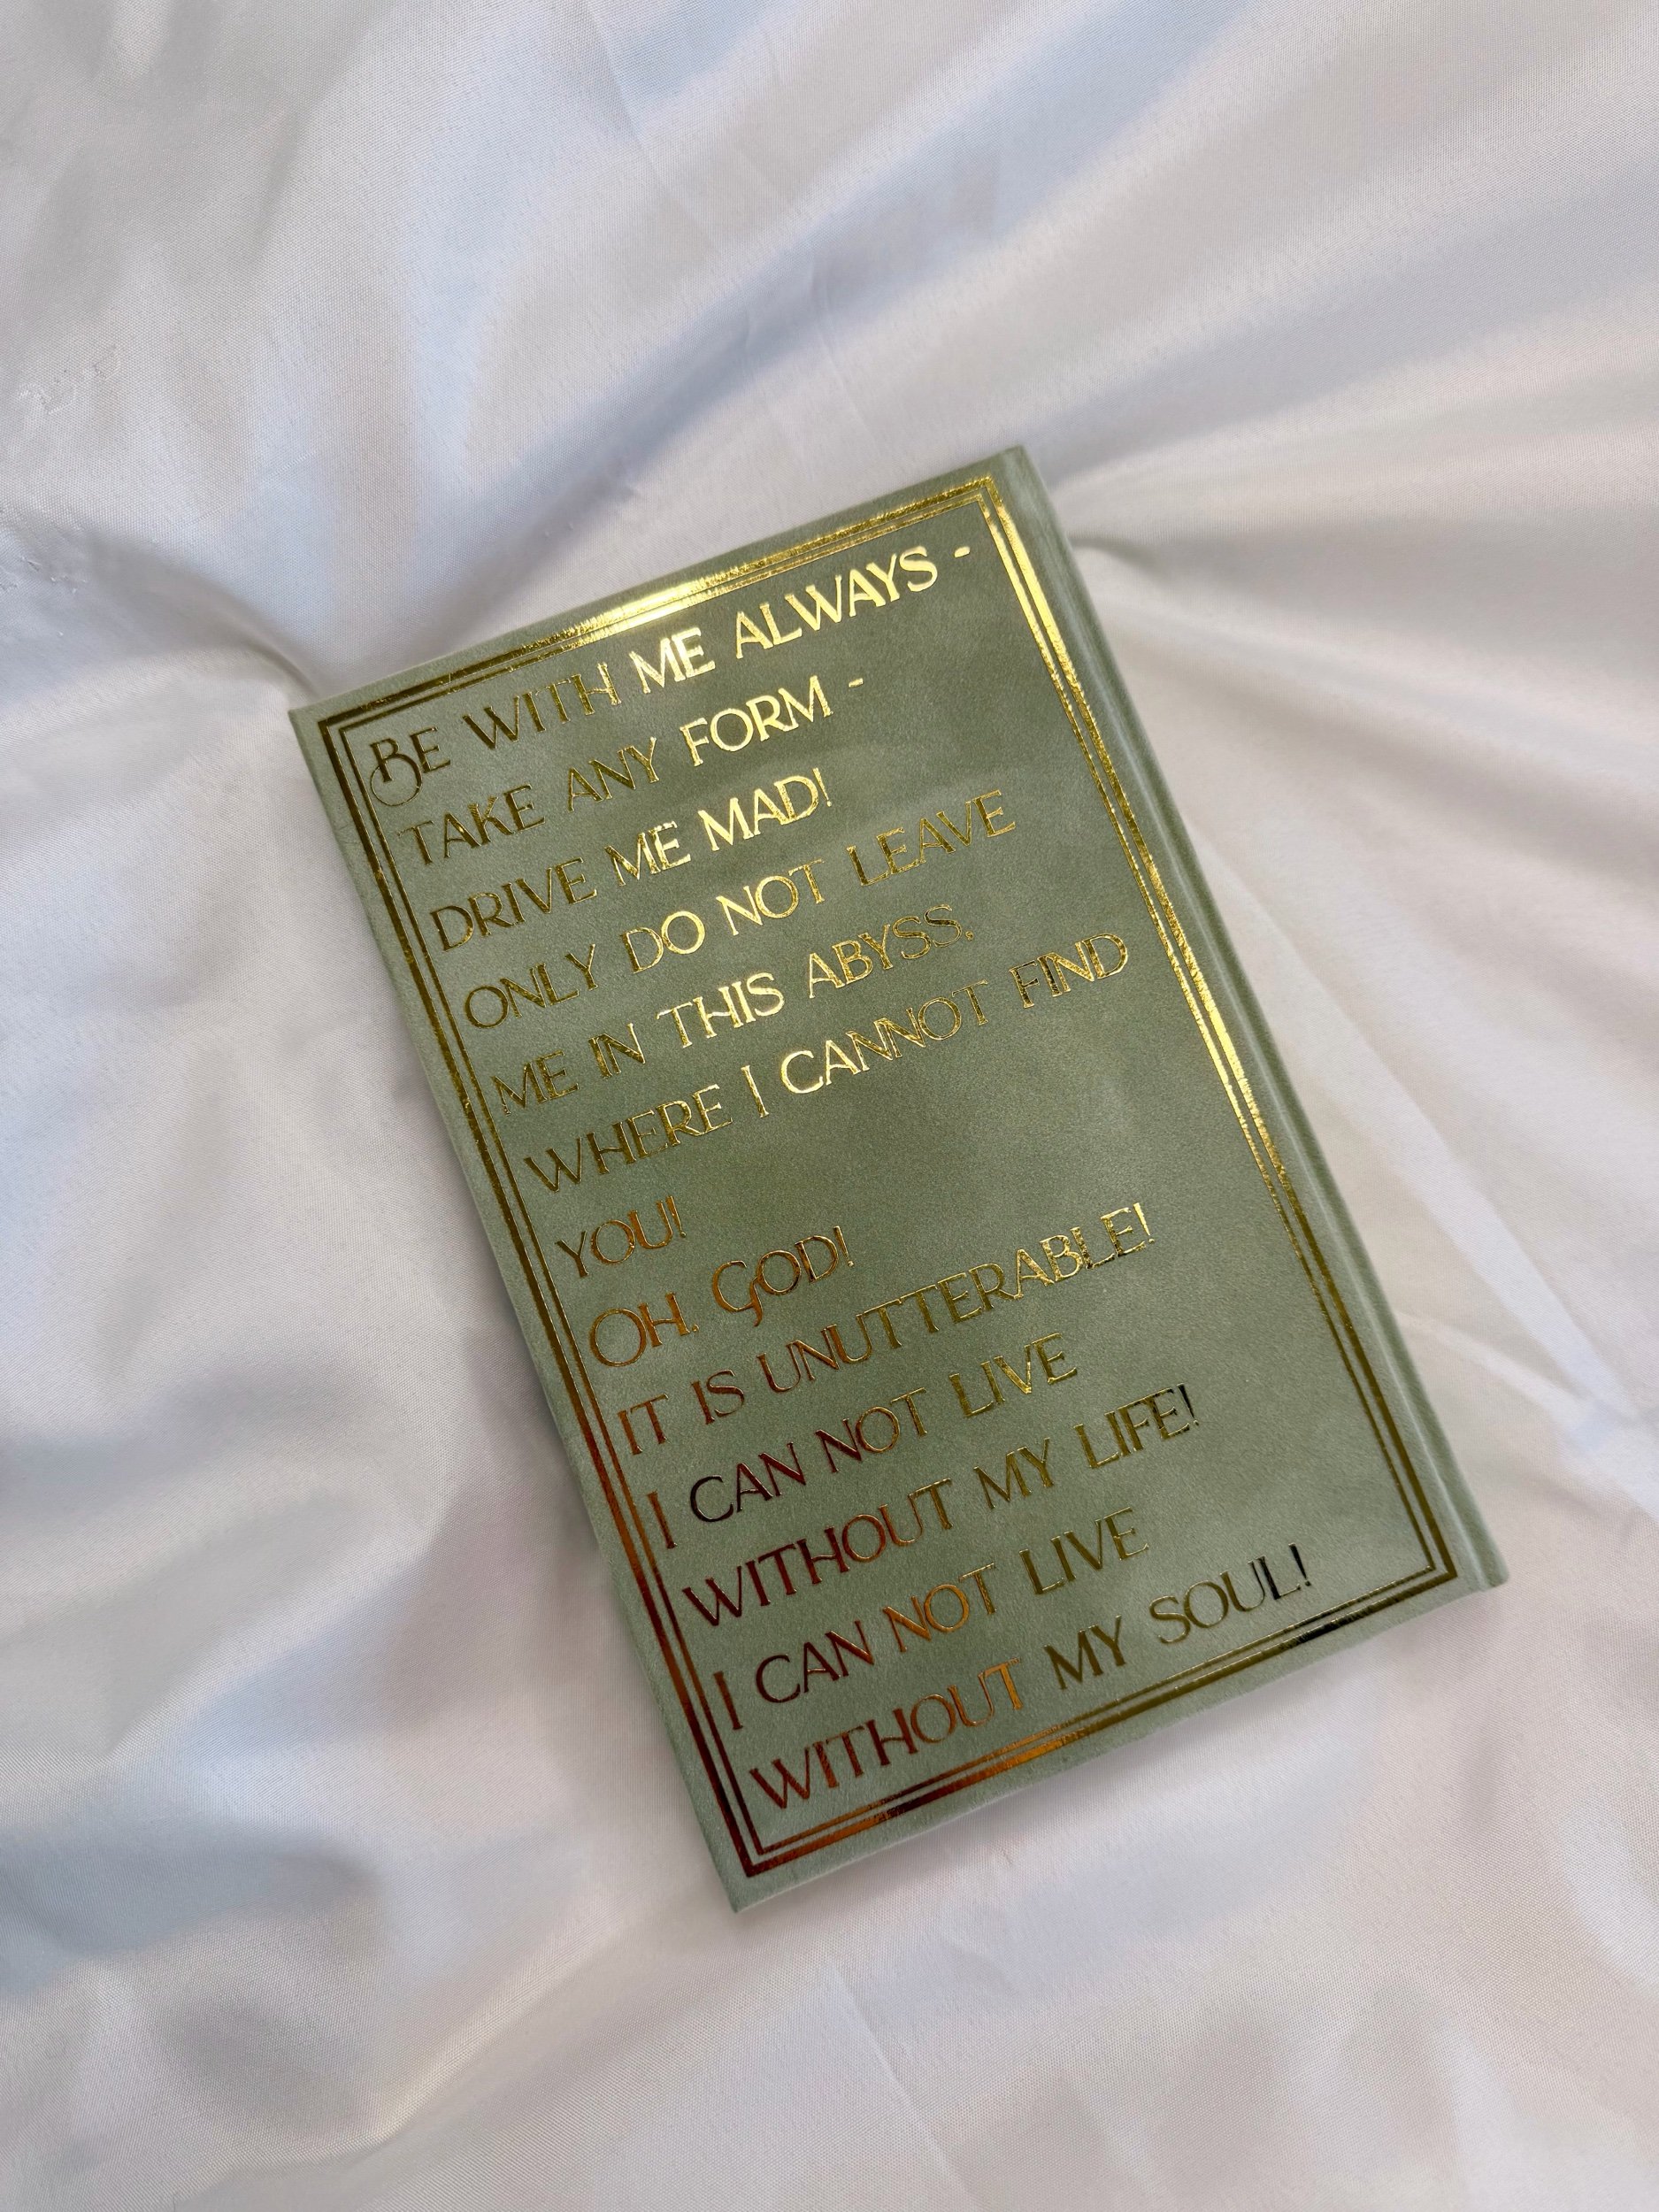 BE WITH ME ALWAYS -
TAKE ANY FORM -
DRIVE ME MAD!
ONLY DO NOT LEAVE
ME IN THIS ABYSS,
WHERE I CANNOT FIND
YOU!
OH, GOD!
IT IS UNUTTERABLE!
I CAN NOT LIVE
WITHOUT MY LIFE!
I CAN NOT LIVE
WITHOUT MY SOUL!